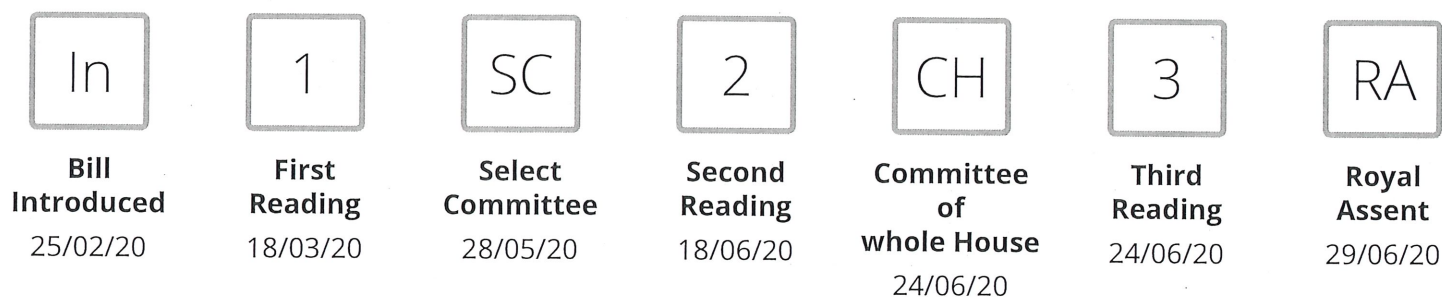 In
Bill
Introduced
25/02/20
1
First
Reading
18/03/20
SC
Select
Committee
28/05/20
2
Second
Reading
18/06/20
CH
Committee
of
whole House
24/06/20
3
Third
Reading
24/06/20
RA
Royal
Assent
29/06/20